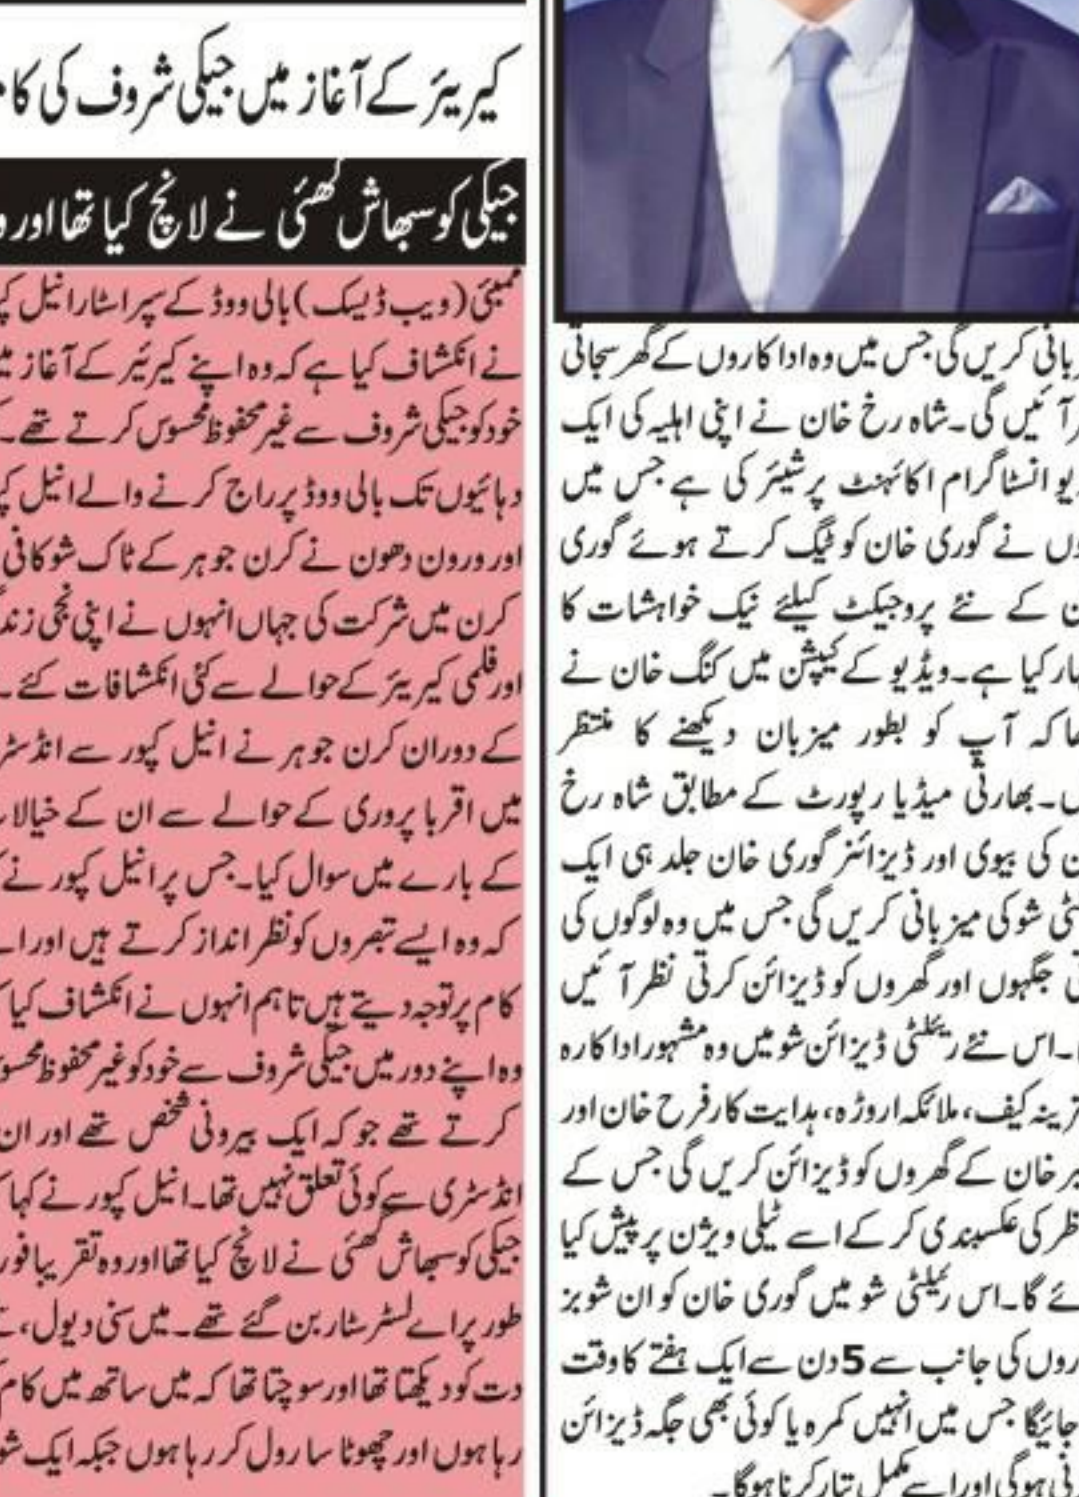 بانی کریں گی جس میں وہ اداکاروں کے گھر سجاتی
آئیں گی۔ شاہ رخ خان نے اپنی اہلیہ کی ایک
یو انسٹاگرام اکائہنٹ پر شیئر کی ہے جس میں
وں نے گوری خان کو ٹیگ کرتے ہوئے گوری
ن کے نئے پروجیکٹ کیلئے نیک خواہشات کا
ہار کیا ہے۔ ویڈیو کے کیپشن میں کنگ خان نے
ھا کہ آپ کو بطور میزبان دیکھنے کا منتظر
ں۔ بھارتی میڈیا رپورٹ کے مطابق شاہ رخ
ن کی بیوی اور ڈیزائنر گوری خان جلد ہی ایک
ٹی شو کی میزبانی کریں گی جس میں وہ لوگوں کی
جگہوں اور گھروں کو ڈیزائن کرتی نظر آئیں
۔ اس نئے ریئلٹی ڈیزائن شو میں وہ مشہور اداکارہ
ترینہ کیف، ملائکہ اروڑہ، ہدایت کار فرح خان اور
یر خان کے گھروں کو ڈیزائن کریں گی جس کے
ظر کی عکسبندی کر کے اسے ٹیلی ویژن پر پیش کیا
ئے گا۔ اس ریئلٹی شو میں گوری خان کو ان شوبز
روں کی جانب سے 5 دن سے ایک ہفتے کا وقت
جائیگا جس میں انہیں کمرہ یا کوئی بھی جگہ ڈیزائن
نی ہوگی اور اسے مکمل تیار کرنا ہوگا۔
کیریئر کے آغاز میں جیکی شروف کی کام
جیکی کو سبھاش گھئی نے لانچ کیا تھا اور و
ممبئی (ویب ڈیسک) بالی ووڈ کے سپر اسٹار انیل کپ
نے انکشاف کیا ہے کہ وہ اپنے کیرئیر کے آغاز میں
خود کو جیکی شروف سے غیر محفوظ محسوس کرتے تھے۔
دہائیوں تک بالی ووڈ پر راج کرنے والے انیل کپ
اور ورون دھون نے کرن جوہر کے ٹاک شو کافی
کرن میں شرکت کی جہاں انہوں نے اپنی نجی زند
اور فلمی کیریئر کے حوالے سے کئی انکشافات کئے۔
کے دوران کرن جوہر نے انیل کپور سے انڈسٹر
میں اقربا پروری کے حوالے سے ان کے خیالا
کے بارے میں سوال کیا۔ جس پر انیل کپور نے
کہ وہ ایسے تبصروں کو نظر انداز کرتے ہیں اور ا
کام پر توجہ دیتے ہیں تاہم انہوں نے انکشاف کیا
وہ اپنے دور میں جیکی شروف سے خود کو غیر محفوظ محسو
کرتے تھے جو کہ ایک بیرونی شخص تھے اور ان
انڈسٹری سے کوئی تعلق نہیں تھا۔ انیل کپور نے کہا
جیکی کو سبھاش گھئی نے لانچ کیا تھا اور وہ تقریبا فور
طور پر اے لسٹر سٹار بن گئے تھے۔ میں سنی دیول،
دت کو دیکھتا تھا اور سوچتا تھا کہ میں ساتھ میں کام
رہا ہوں اور چھوٹا سا رول کر رہا ہوں جبکہ ایک شو